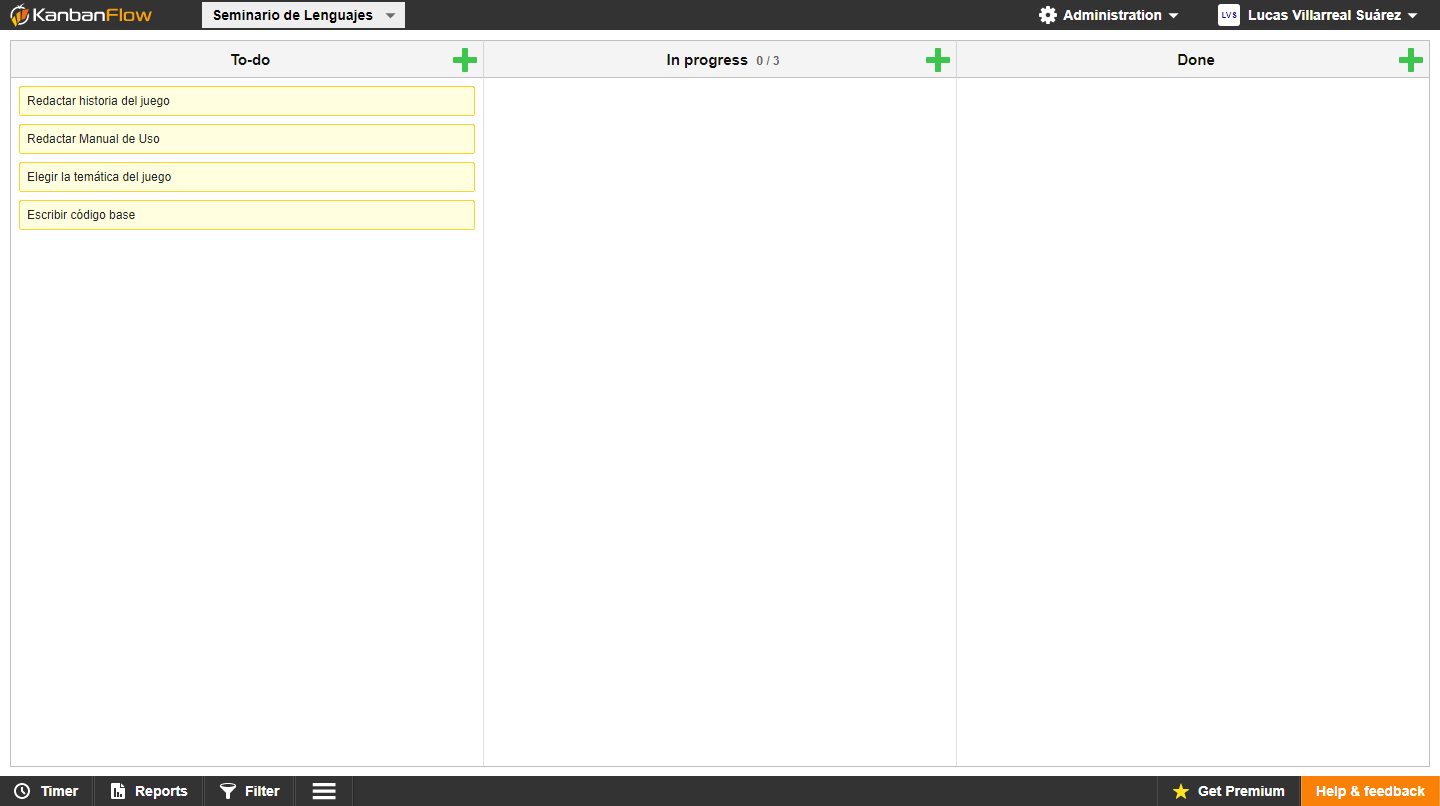 KanbanFlow
Seminario de Lenguajes
Administration
LVS
Lucas Villarreal Suárez
To-do
In progress 0 / 3
Done
Redactar historia del juego
Redactar Manual de Uso
Elegir la temática del juego
Escribir código base
Timer
Reports
Filter
Get Premium
Help & feedback